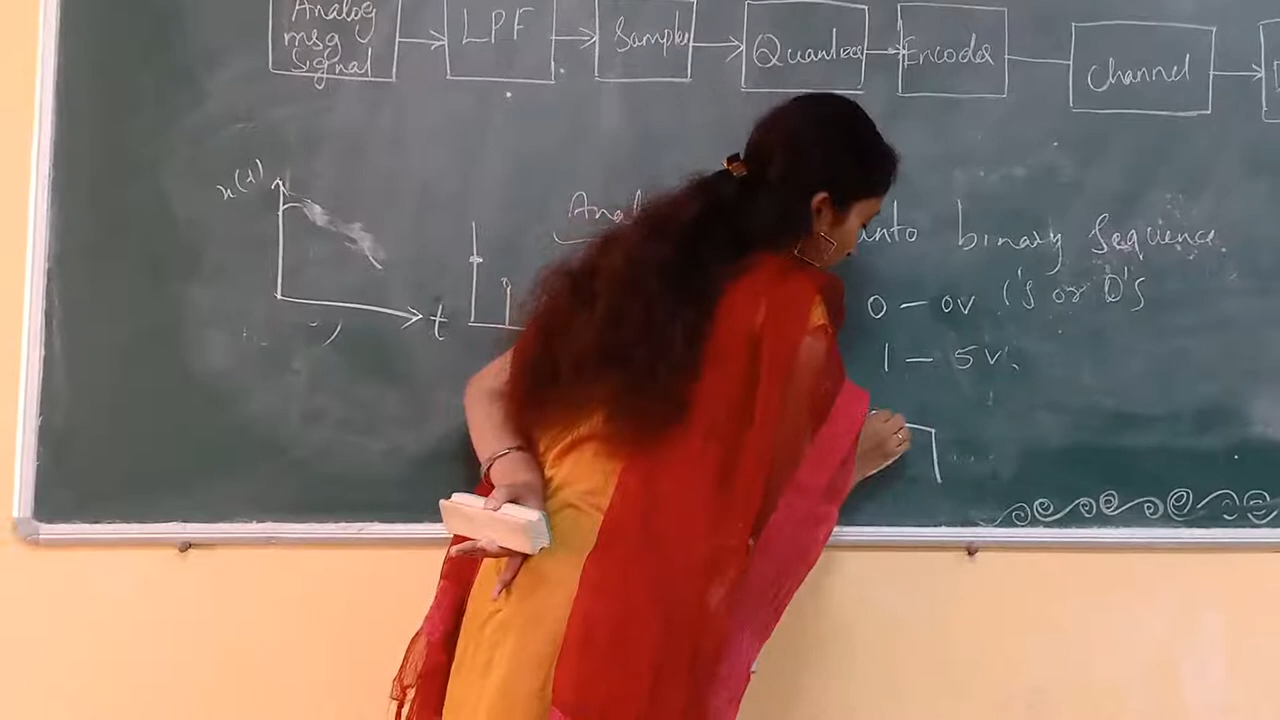 Analog
msg
Signal
LPF
Sampler
Quantizer
Encoder
Channel
x(t)
t
into binary Sequence
0 – 0v
1's or 0's
1 – 5v